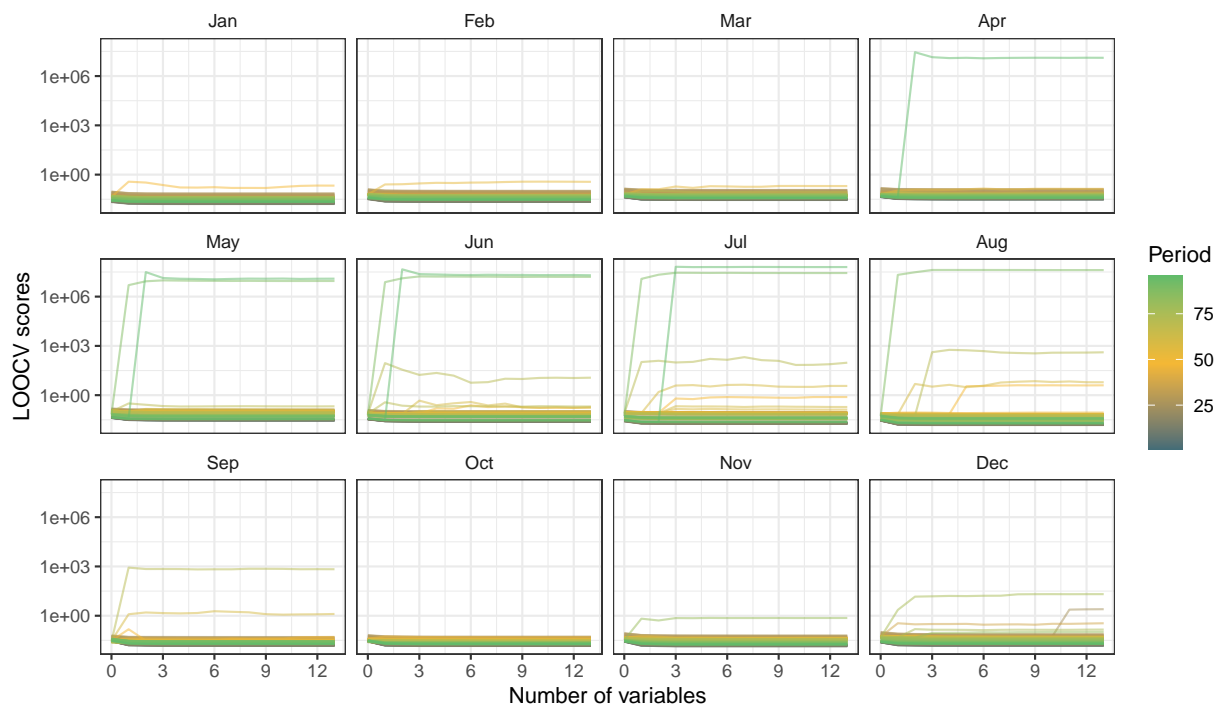 Jan Feb Mar Apr
1e+06
1e+03
1e+00
May Jun Jul Aug
1e+06
1e+03
1e+00
Sep Oct Nov Dec
1e+06
1e+03
1e+00
0 3 6 9 12 0 3 6 9 12 0 3 6 9 12 0 3 6 9 12
Number of variables
LOOCV scores
Period
75
50
25